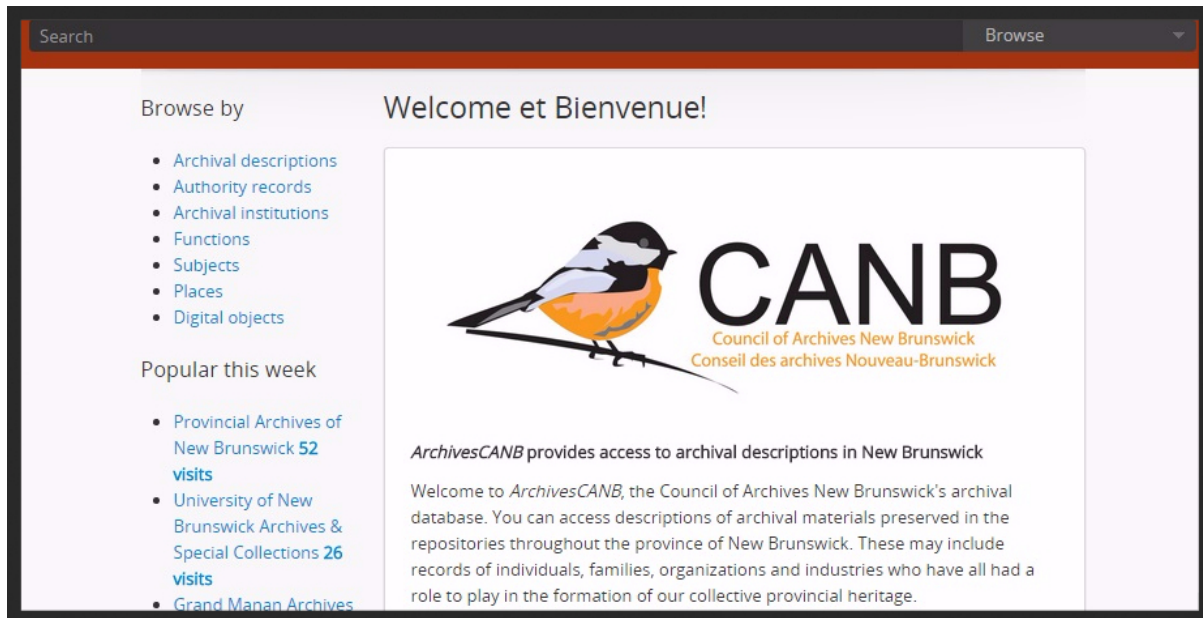 Search
Browse
Browse by
Archival descriptions
Authority records
Archival institutions
Functions
Subjects
Places
Digital objects
Popular this week
Provincial Archives of
New Brunswick 52
visits
University of New
Brunswick Archives &
Special Collections 26
visits
Grand Manan Archives
Welcome et Bienvenue!
CANB
Council of Archives New Brunswick
Conseil des archives Nouveau-Brunswick
ArchivesCANB provides access to archival descriptions in New Brunswick
Welcome to ArchivesCANB, the Council of Archives New Brunswick's archival
database. You can access descriptions of archival materials preserved in the
repositories throughout the province of New Brunswick. These may include
records of individuals, families, organizations and industries who have all had a
role to play in the formation of our collective provincial heritage.